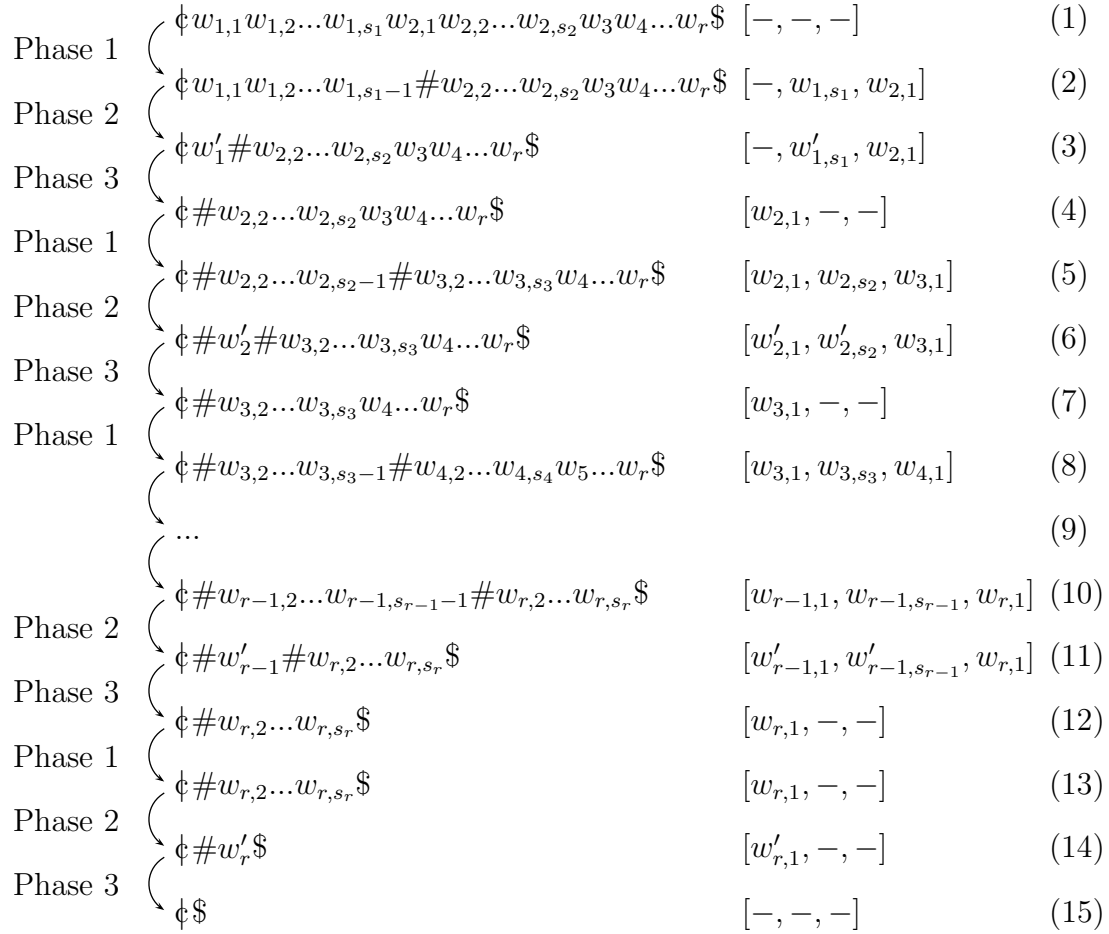 ¢w₁,₁w₁,₂...w₁,ₛ₁w₂,₁w₂,₂...w₂,ₛ₂w₃w₄...wᵣ$ [−, −, −] (1)
Phase 1
¢w₁,₁w₁,₂...w₁,ₛ₁₋₁#w₂,₂...w₂,ₛ₂w₃w₄...wᵣ$ [−, w₁,ₛ₁, w₂,₁] (2)
Phase 2
¢w′₁#w₂,₂...w₂,ₛ₂w₃w₄...wᵣ$ [−, w′₁,ₛ₁, w₂,₁] (3)
Phase 3
¢#w₂,₂...w₂,ₛ₂w₃w₄...wᵣ$ [w₂,₁, −, −] (4)
Phase 1
¢#w₂,₂...w₂,ₛ₂₋₁#w₃,₂...w₃,ₛ₃w₄...wᵣ$ [w₂,₁, w₂,ₛ₂, w₃,₁] (5)
Phase 2
¢#w′₂#w₃,₂...w₃,ₛ₃w₄...wᵣ$ [w′₂,₁, w′₂,ₛ₂, w₃,₁] (6)
Phase 3
¢#w₃,₂...w₃,ₛ₃w₄...wᵣ$ [w₃,₁, −, −] (7)
Phase 1
¢#w₃,₂...w₃,ₛ₃₋₁#w₄,₂...w₄,ₛ₄w₅...wᵣ$ [w₃,₁, w₃,ₛ₃, w₄,₁] (8)
... (9)
¢#wᵣ₋₁,₂...wᵣ₋₁,ₛᵣ₋₁₋₁#wᵣ,₂...wᵣ,ₛᵣ$ [wᵣ₋₁,₁, wᵣ₋₁,ₛᵣ₋₁, wᵣ,₁] (10)
Phase 2
¢#w′ᵣ₋₁#wᵣ,₂...wᵣ,ₛᵣ$ [w′ᵣ₋₁,₁, w′ᵣ₋₁,ₛᵣ₋₁, wᵣ,₁] (11)
Phase 3
¢#wᵣ,₂...wᵣ,ₛᵣ$ [wᵣ,₁, −, −] (12)
Phase 1
¢#wᵣ,₂...wᵣ,ₛᵣ$ [wᵣ,₁, −, −] (13)
Phase 2
¢#w′ᵣ$ [w′ᵣ,₁, −, −] (14)
Phase 3
¢$ [−, −, −] (15)